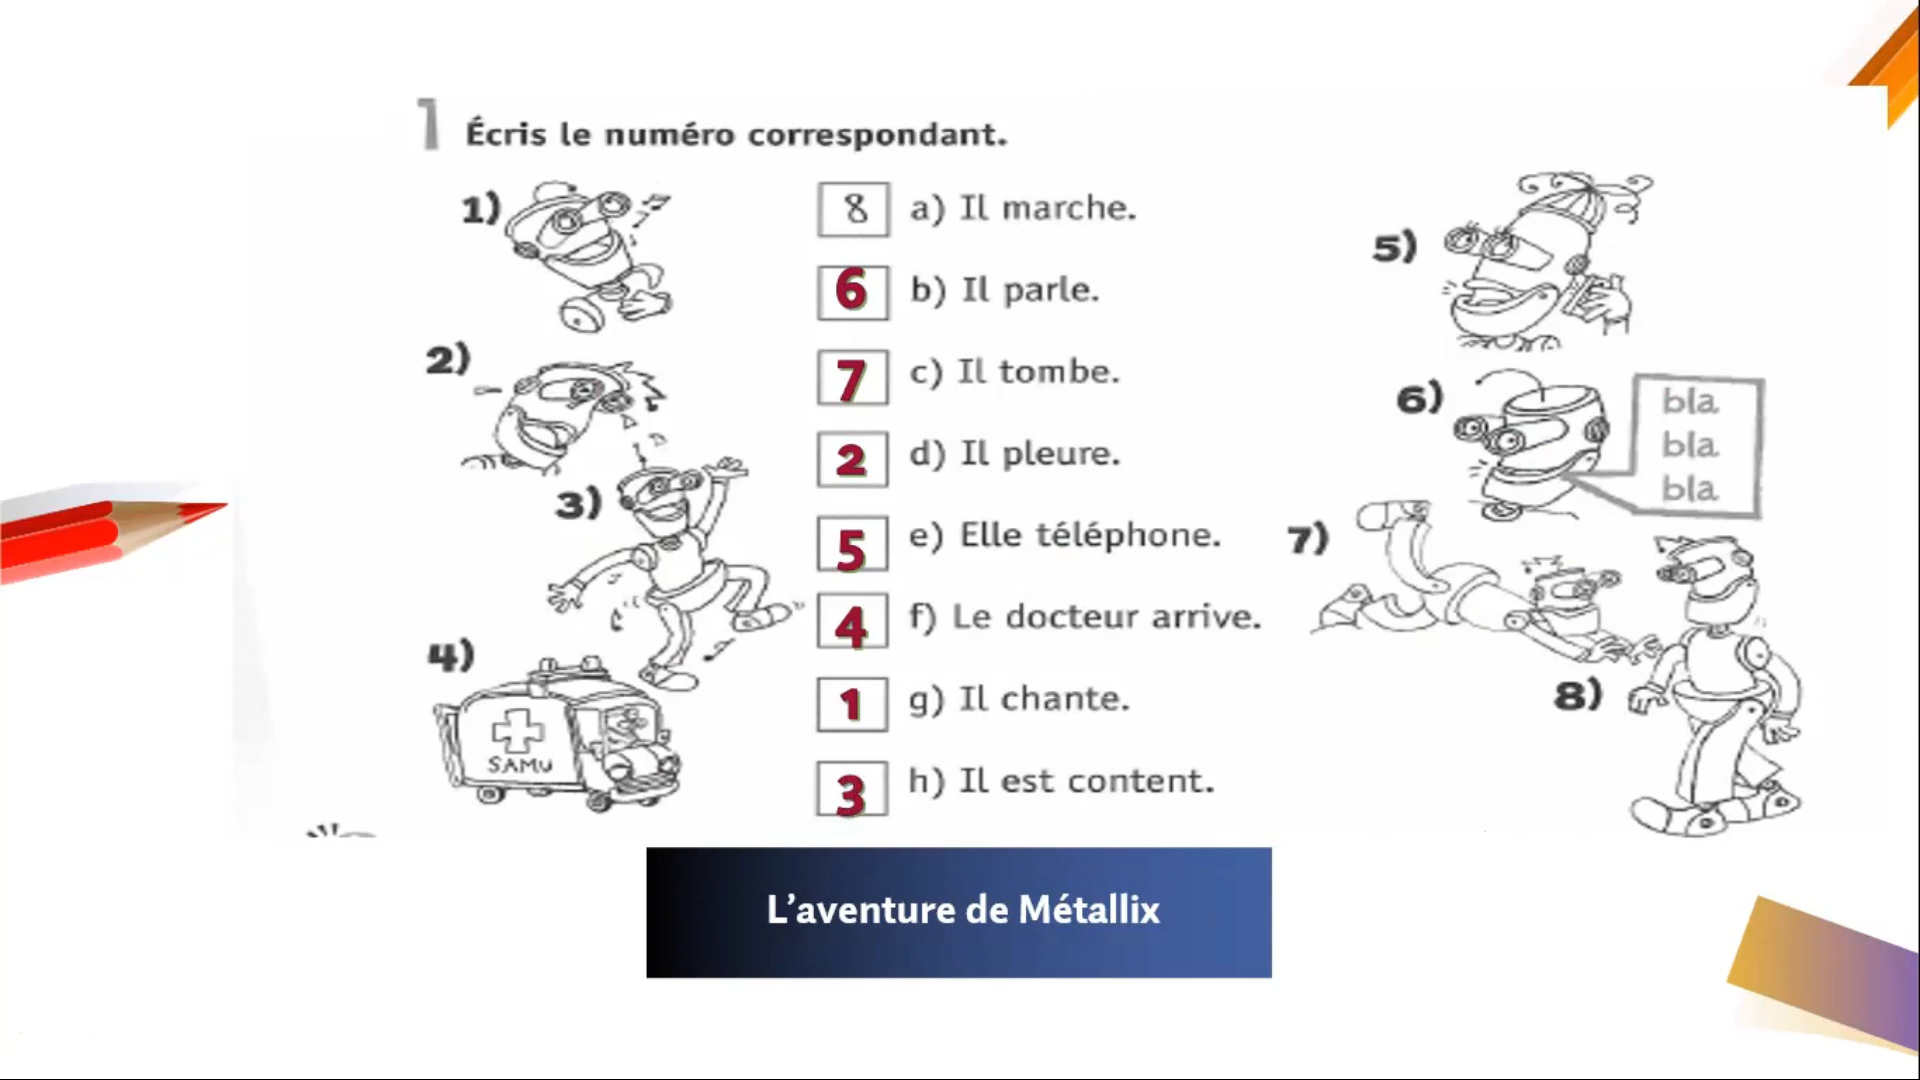 1 Écris le numéro correspondant.
1)
2)
3)
4)
SAMU
8 a) Il marche.
6 b) Il parle.
7 c) Il tombe.
2 d) Il pleure.
5 e) Elle téléphone.
4 f) Le docteur arrive.
1 g) Il chante.
3 h) Il est content.
5)
6)
bla
bla
bla
7)
8)
L'aventure de Métallix